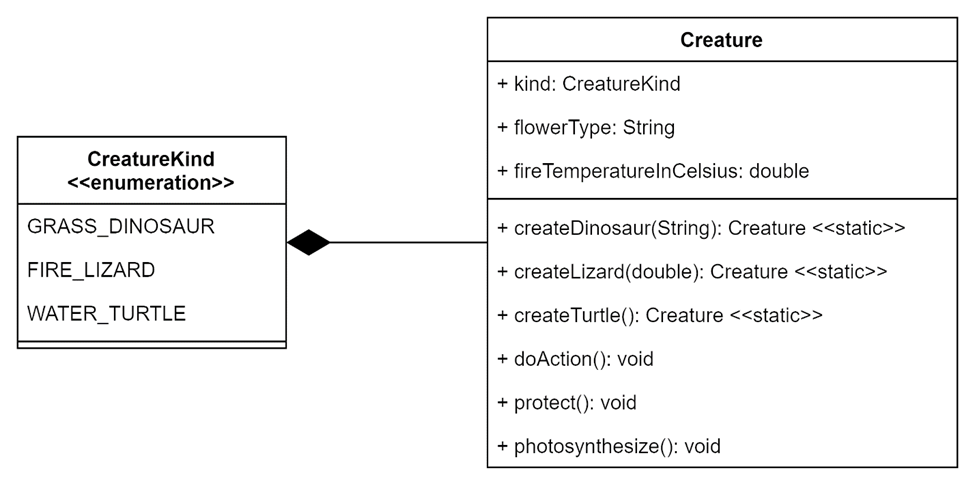 CreatureKind
<<enumeration>>
GRASS_DINOSAUR
FIRE_LIZARD
WATER_TURTLE
Creature
+ kind: CreatureKind
+ flowerType: String
+ fireTemperatureInCelsius: double
+ createDinosaur(String): Creature <<static>>
+ createLizard(double): Creature <<static>>
+ createTurtle(): Creature <<static>>
+ doAction(): void
+ protect(): void
+ photosynthesize(): void